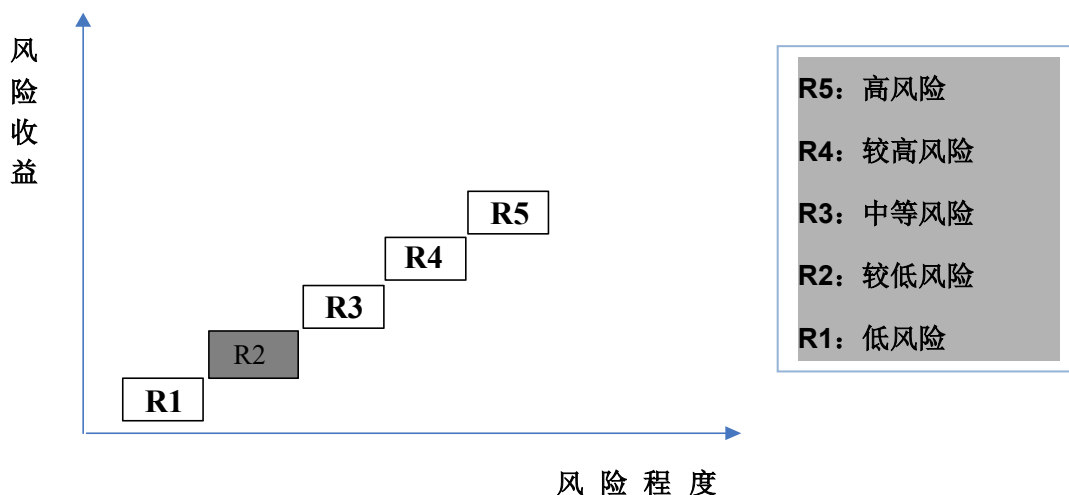 风险收益
R5
R4
R3
R2
R1
风险程度
R5：高风险
R4：较高风险
R3：中等风险
R2：较低风险
R1：低风险